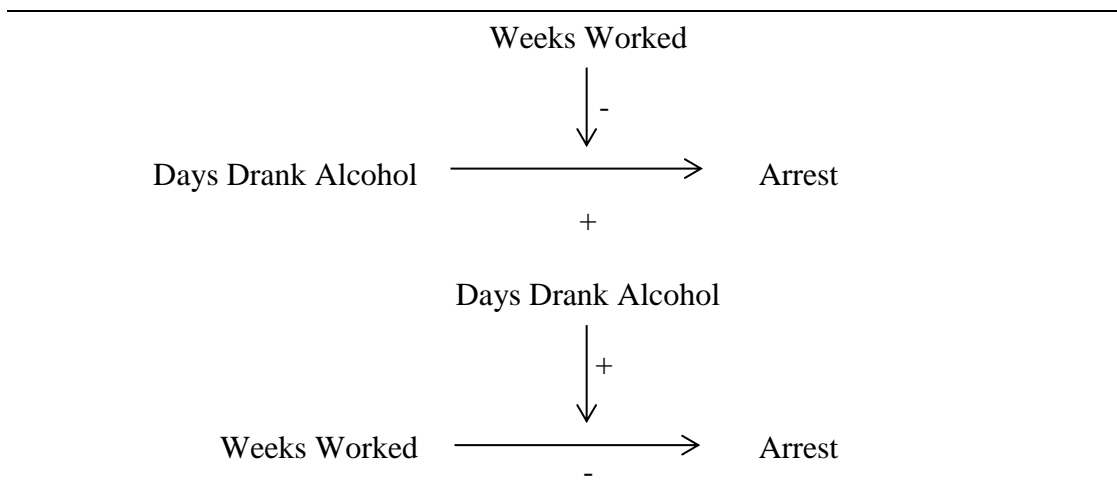 Weeks Worked
-
Days Drank Alcohol Arrest
+
Days Drank Alcohol
+
Weeks Worked Arrest
-